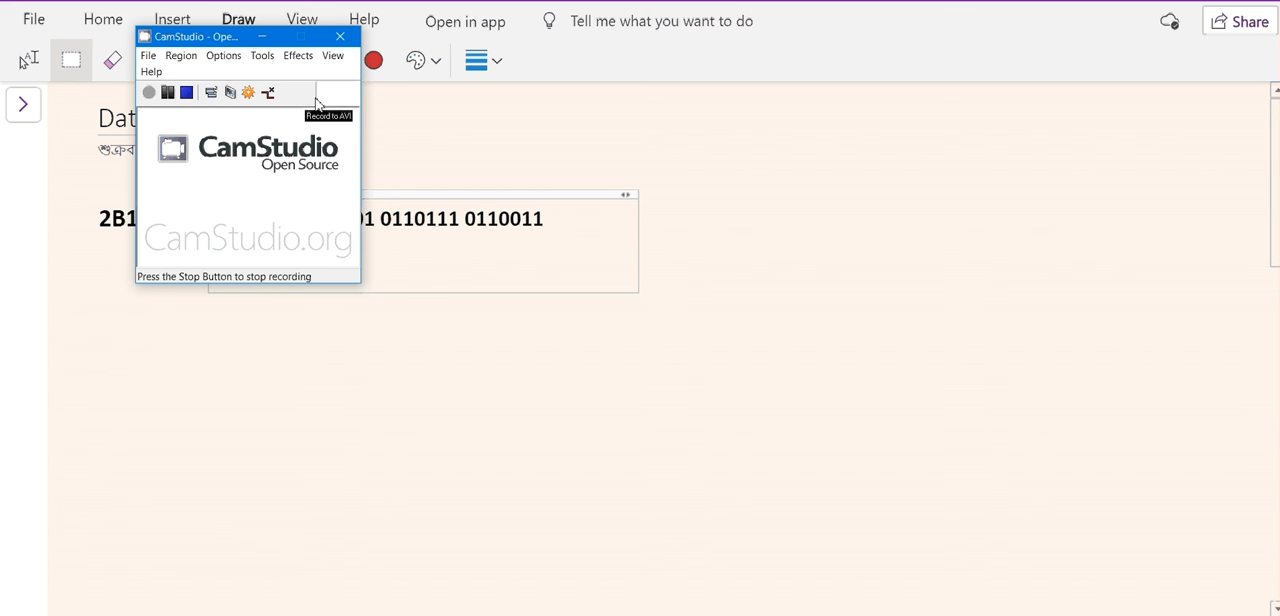 File Home Insert Draw View Help Open in app Tell me what you want to do Share
CamStudio - Ope...
File Region Options Tools Effects View
Help
Record to AVI
Dat
শুক্রব
CamStudio
Open Source
2B1 01 0110111 0110011
CamStudio.org
Press the Stop Button to stop recording